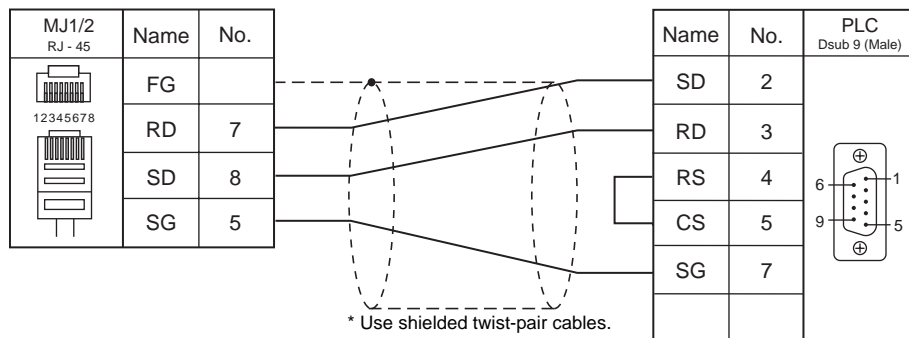 MJ1/2 Name No.
RJ - 45
FG
12345678
RD 7
SD 8
SG 5
Name No. PLC
Dsub 9 (Male)
SD 2
RD 3
RS 4
CS 5
SG 7
6 1
9 5
* Use shielded twist-pair cables.